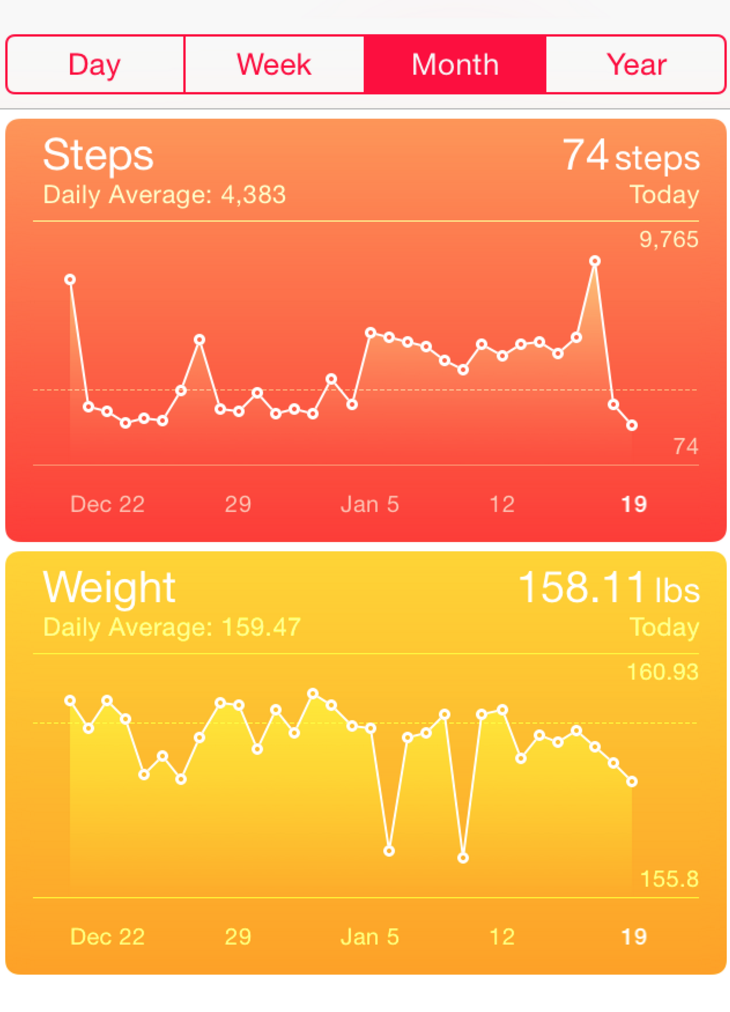 Day Week Month Year
Steps 74 steps
Daily Average: 4,383 Today
9,765
74
Dec 22 29 Jan 5 12 19
Weight 158.11 lbs
Daily Average: 159.47 Today
160.93
155.8
Dec 22 29 Jan 5 12 19